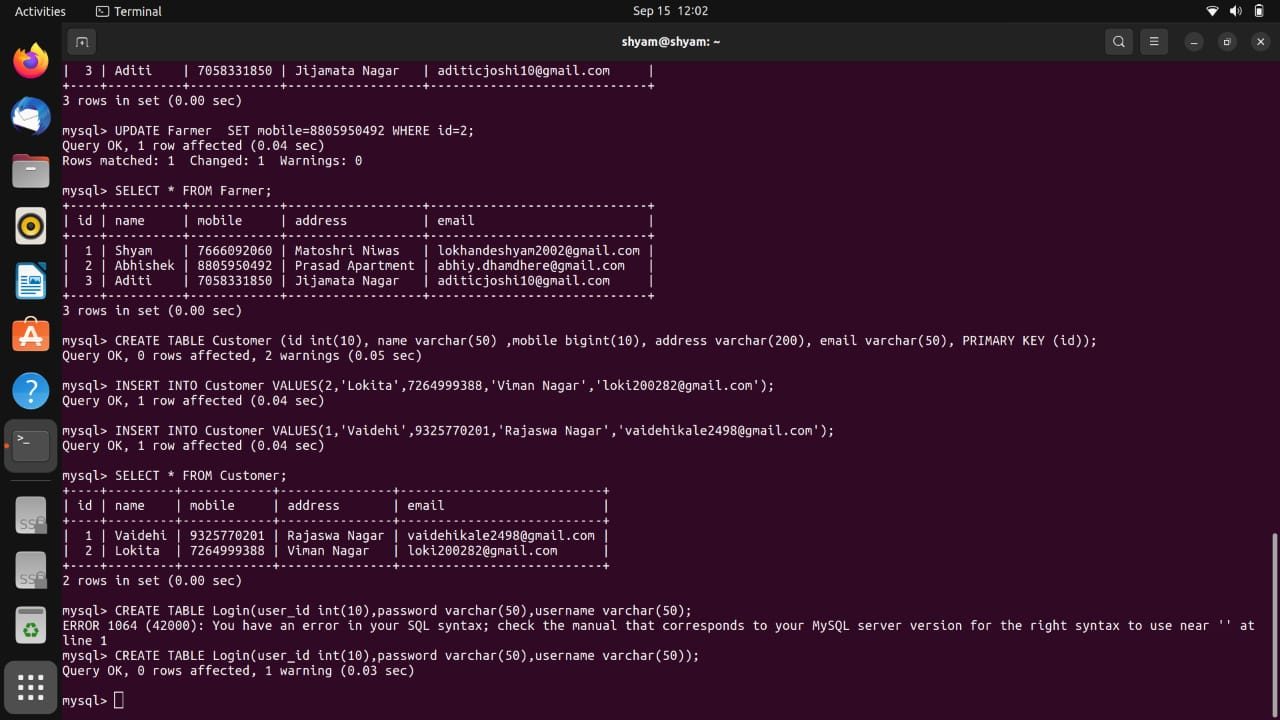 Activities Terminal Sep 15 12:02
shyam@shyam: ~
| 3 | Aditi | 7058331850 | Jijamata Nagar | aditicjoshi10@gmail.com |
+----+----------+------------+------------------+-----------------------------+
3 rows in set (0.00 sec)
mysql> UPDATE Farmer  SET mobile=8805950492 WHERE id=2;
Query OK, 1 row affected (0.04 sec)
Rows matched: 1  Changed: 1  Warnings: 0
mysql> SELECT * FROM Farmer;
+----+----------+------------+------------------+-----------------------------+
| id | name     | mobile     | address          | email                       |
+----+----------+------------+------------------+-----------------------------+
|  1 | Shyam    | 7666092060 | Matoshri Niwas   | lokhandeshyam2002@gmail.com |
|  2 | Abhishek | 8805950492 | Prasad Apartment | abhiy.dhamdhere@gmail.com   |
|  3 | Aditi    | 7058331850 | Jijamata Nagar   | aditicjoshi10@gmail.com     |
+----+----------+------------+------------------+-----------------------------+
3 rows in set (0.00 sec)
mysql> CREATE TABLE Customer (id int(10), name varchar(50) ,mobile bigint(10), address varchar(200), email varchar(50), PRIMARY KEY (id));
Query OK, 0 rows affected, 2 warnings (0.05 sec)
mysql> INSERT INTO Customer VALUES(2,'Lokita',7264999388,'Viman Nagar','loki200282@gmail.com');
Query OK, 1 row affected (0.04 sec)
mysql> INSERT INTO Customer VALUES(1,'Vaidehi',9325770201,'Rajaswa Nagar','vaidehikale2498@gmail.com');
Query OK, 1 row affected (0.04 sec)
mysql> SELECT * FROM Customer;
+----+---------+------------+---------------+---------------------------+
| id | name    | mobile     | address       | email                     |
+----+---------+------------+---------------+---------------------------+
|  1 | Vaidehi | 9325770201 | Rajaswa Nagar | vaidehikale2498@gmail.com |
|  2 | Lokita  | 7264999388 | Viman Nagar   | loki200282@gmail.com      |
+----+---------+------------+---------------+---------------------------+
2 rows in set (0.00 sec)
mysql> CREATE TABLE Login(user_id int(10),password varchar(50),username varchar(50);
ERROR 1064 (42000): You have an error in your SQL syntax; check the manual that corresponds to your MySQL server version for the right syntax to use near '' at
line 1
mysql> CREATE TABLE Login(user_id int(10),password varchar(50),username varchar(50));
Query OK, 0 rows affected, 1 warning (0.03 sec)
mysql>